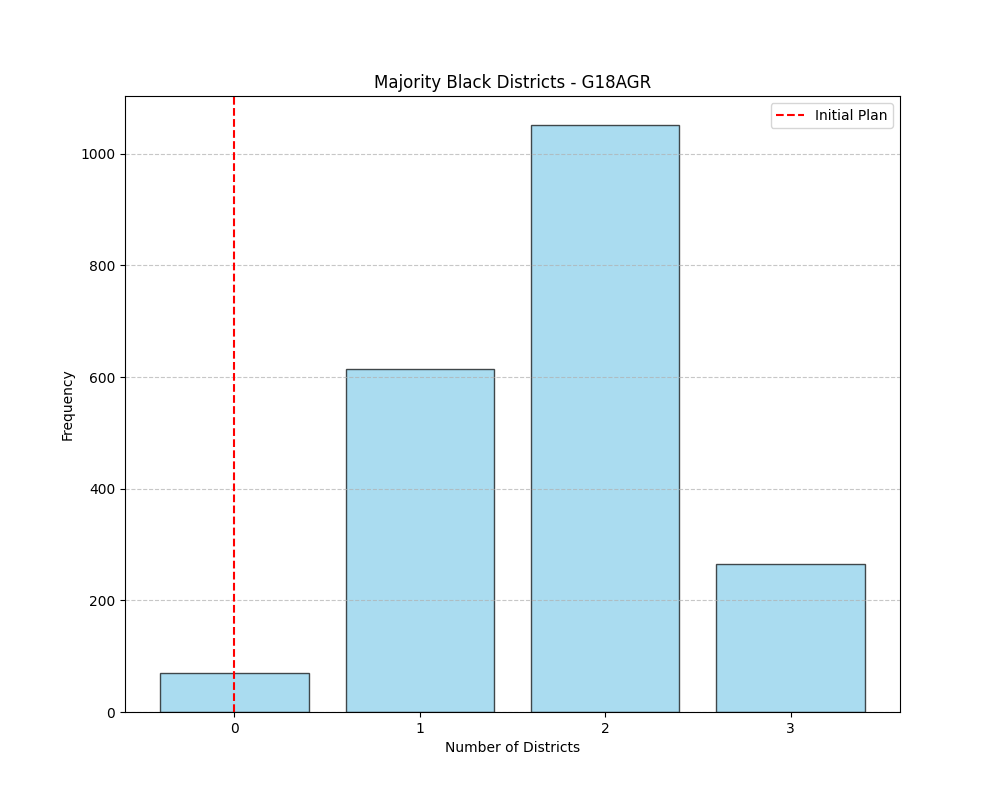 Majority Black Districts - G18AGR
Initial Plan
1000
800
600
400
200
0
Frequency
0 1 2 3
Number of Districts